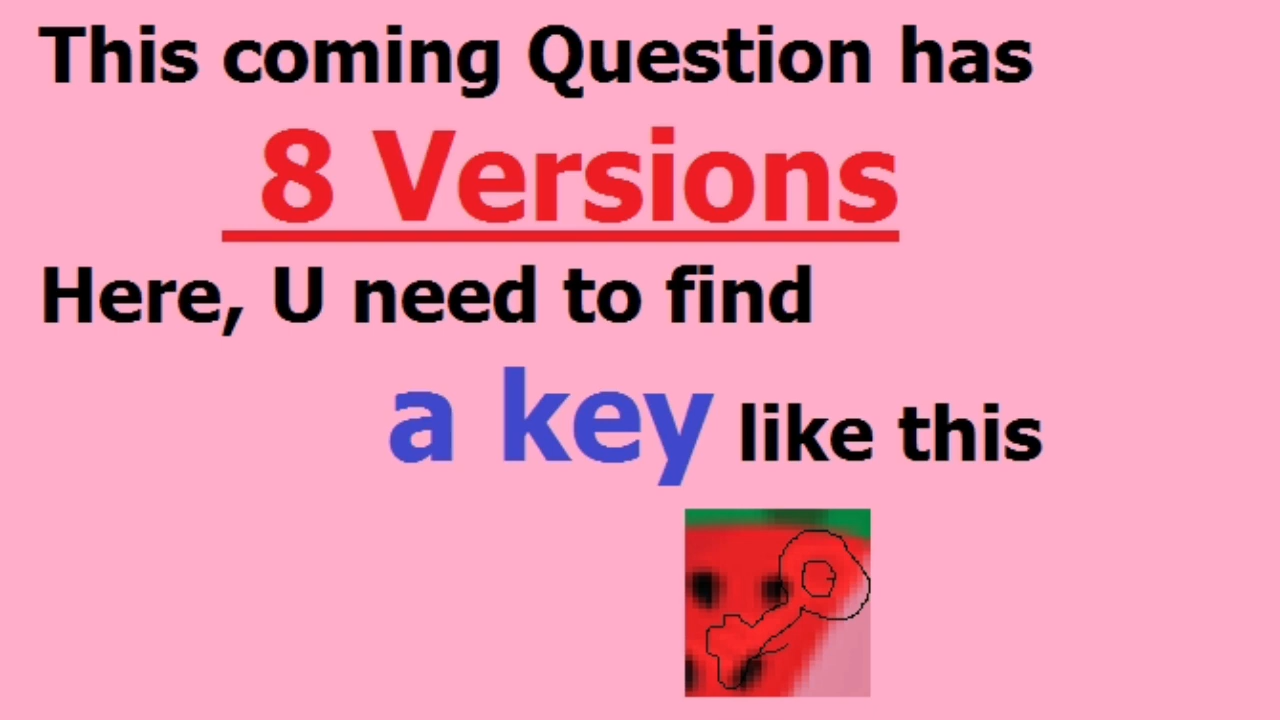 This coming Question has
8 Versions
Here, U need to find
a key like this